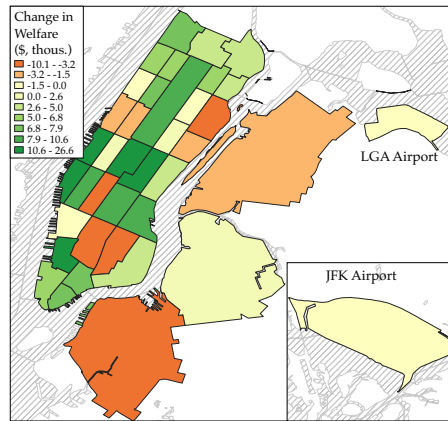 Change in
Welfare
($, thous.)
-10.1 - -3.2
-3.2 - -1.5
-1.5 - 0.0
0.0 - 2.6
2.6 - 5.0
5.0 - 6.8
6.8 - 7.9
7.9 - 10.6
10.6 - 26.6
LGA Airport
JFK Airport